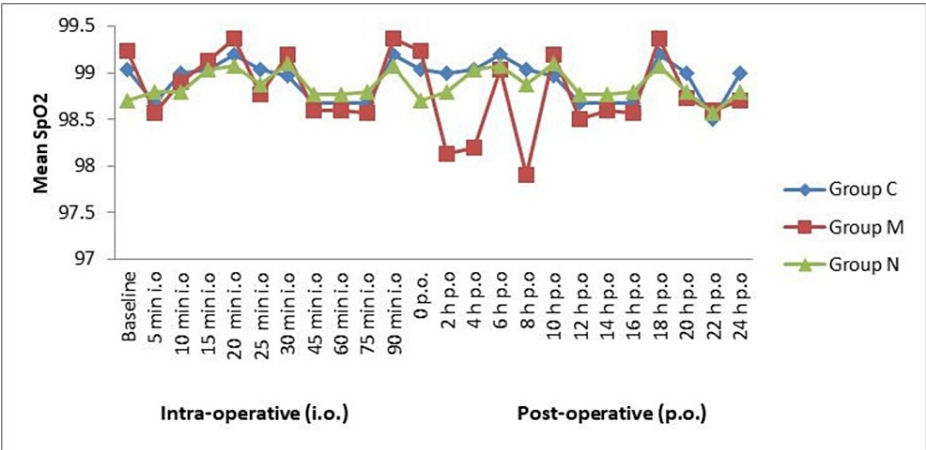 99.5
99
98.5
98
97.5
97
Mean SpO2
Baseline
5 min i.o
10 min i.o
15 min i.o
20 min i.o
25 min i.o
30 min i.o
45 min i.o
60 min i.o
75 min i.o
90 min i.o
0 p.o.
2 h p.o
4 h p.o
6 h p.o
8 h p.o
10 h p.o
12 h p.o
14 h p.o
16 h p.o
18 h p.o
20 h p.o
22 h p.o
24 h p.o
Intra-operative (i.o.)
Post-operative (p.o.)
Group C
Group M
Group N